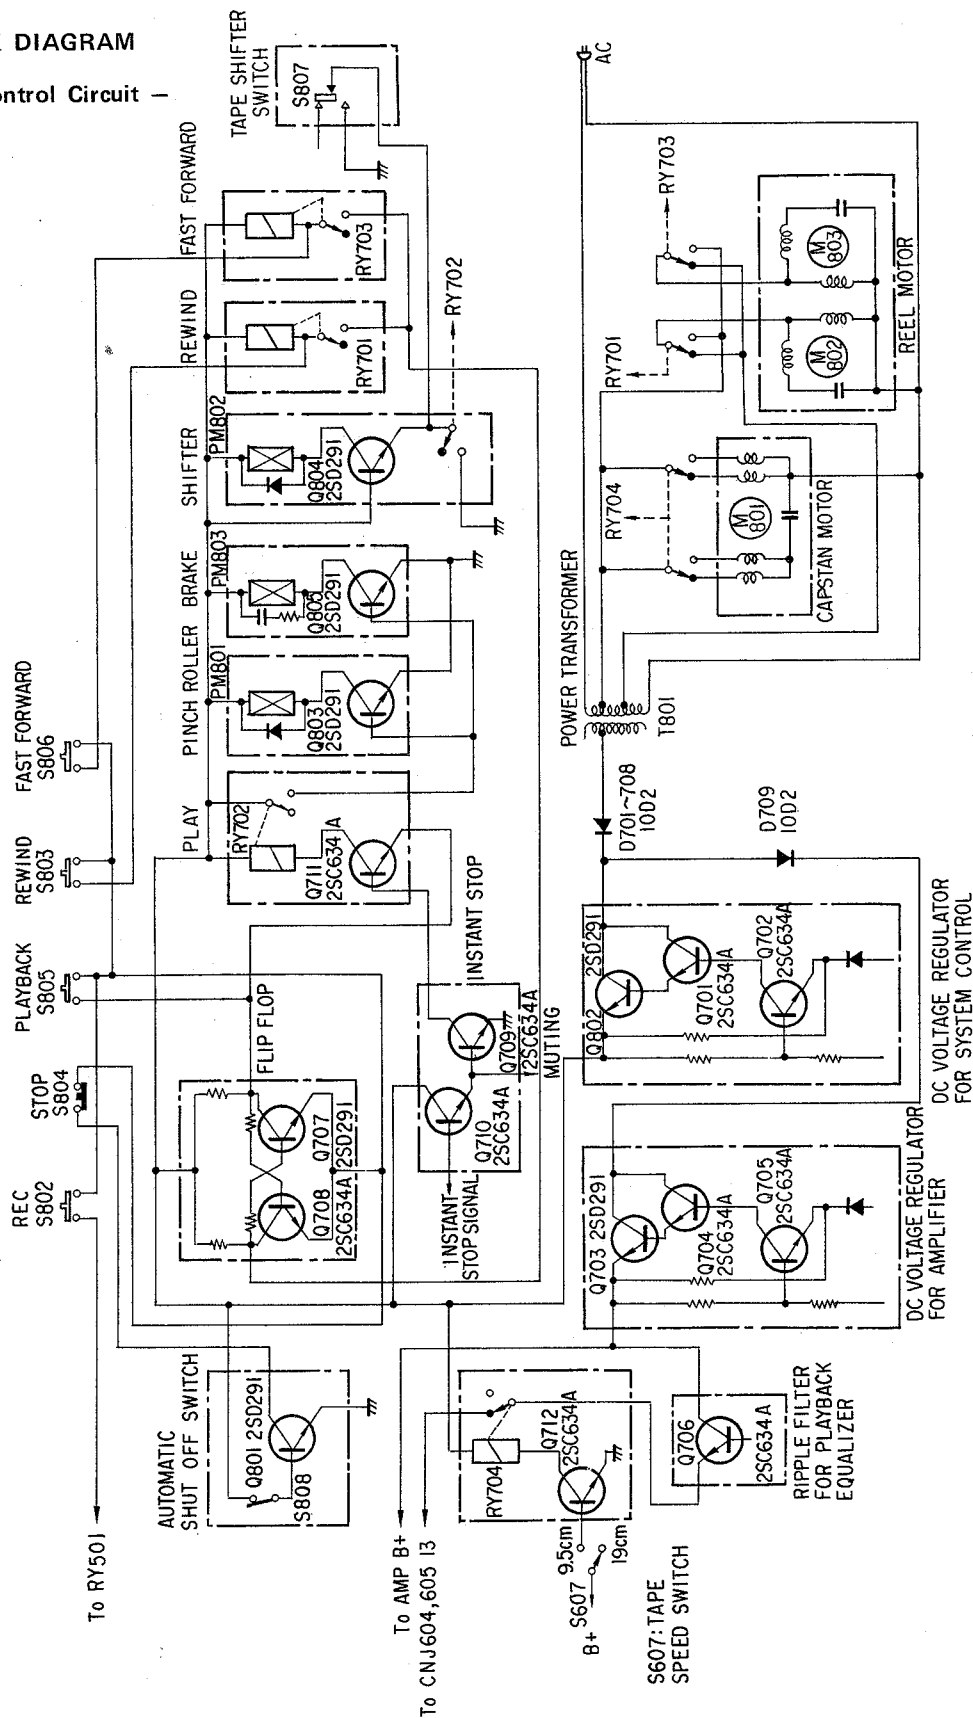 DIAGRAM
ontrol Circuit —
TAPE SHIFTER
SWITCH
S807
AC
FAST FORWARD
RY703
REWIND
RY701
RY702
SHIFTER
PM802
Q804
2SD291
BRAKE
PM803
Q805
2SD291
PINCH ROLLER
PM801
Q803
2SD291
PLAY
RY702
Q711
2SC634A
FAST FORWARD
S806
REWIND
S803
PLAYBACK
S805
STOP
S804
REC
S802
FLIP FLOP
Q707
2SD291
Q708
2SC634A
INSTANT STOP
Q709
2SC634A
MUTING
Q710
2SC634A
INSTANT
STOP SIGNAL
To RY501
AUTOMATIC
SHUT OFF SWITCH
Q801 2SD291
S808
To AMP B+
To CNJ604,605 13
RY704
Q712
2SC634A
9.5cm
19cm
B+ S607
S607:TAPE
SPEED SWITCH
Q706
2SC634A
RIPPLE FILTER
FOR PLAYBACK
EQUALIZER
Q703 2SD291
Q704
2SC634A
Q705
2SC634A
DC VOLTAGE REGULATOR
FOR AMPLIFIER
Q802 2SD291
Q701
2SC634A
Q702
2SC634A
DC VOLTAGE REGULATOR
FOR SYSTEM CONTROL
D701~708
10D2
D709
10D2
POWER TRANSFORMER
T801
RY704
M
801
CAPSTAN MOTOR
RY701
RY703
M
802
M
803
REEL MOTOR